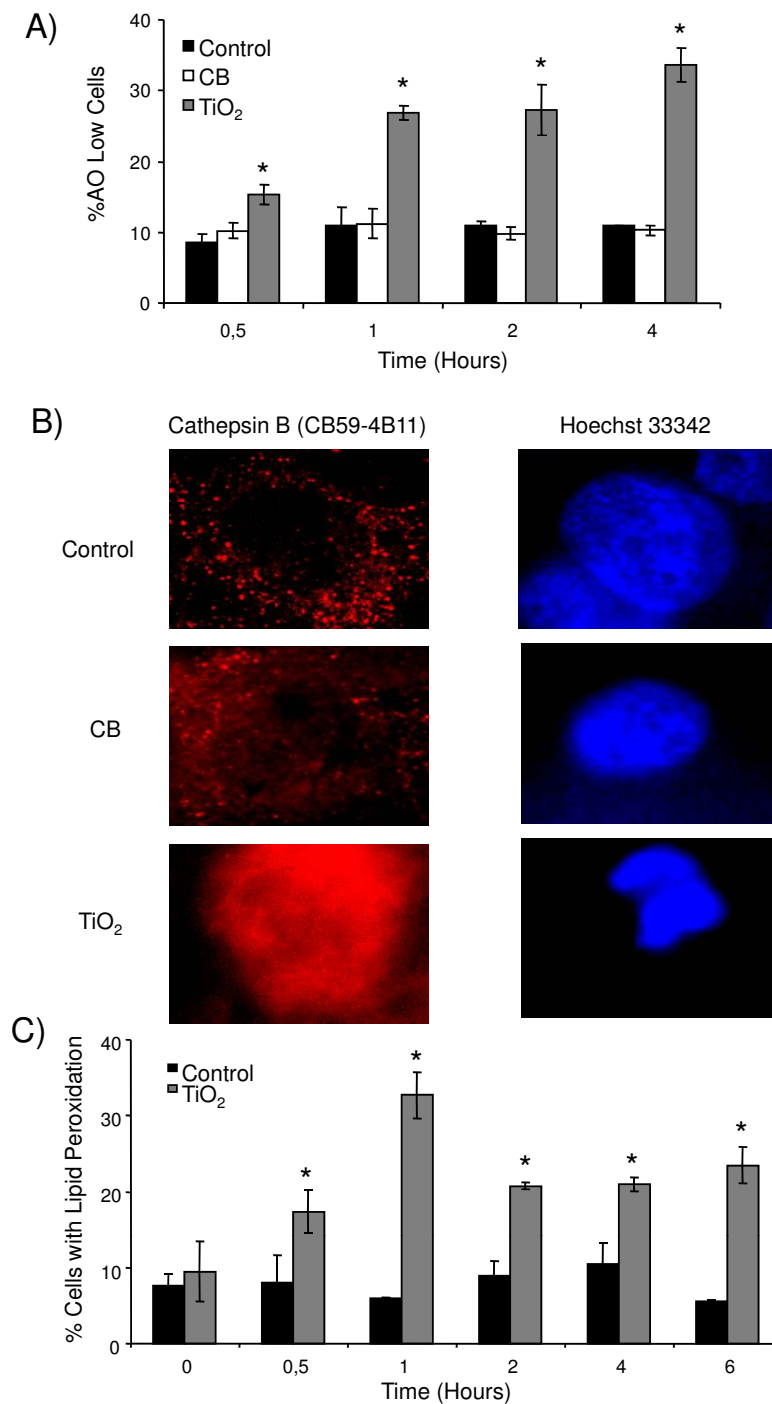 A)
40
Control
CB
TiO₂
30
20
10
0
%AO Low Cells
*
*
*
*
0,5
1
2
4
Time (Hours)
B)
Cathepsin B (CB59-4B11)
Hoechst 33342
Control
CB
TiO₂
C)
40
Control
TiO₂
30
20
10
0
% Cells with Lipid Peroxidation
*
*
*
*
*
0
0,5
1
2
4
6
Time (Hours)